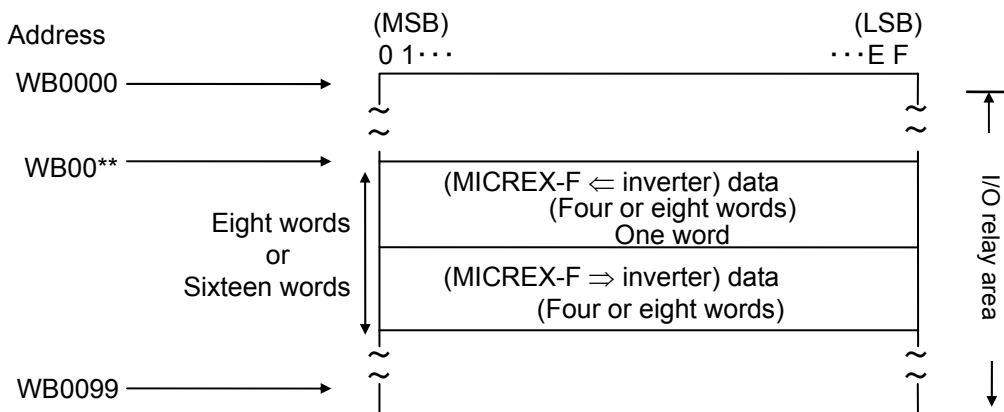 Address
(MSB)
(LSB)
0 1···
···E F
WB0000
WB00**
(MICREX-F ⇐ inverter) data
(Four or eight words)
One word
Eight words
or
Sixteen words
(MICREX-F ⇒ inverter) data
(Four or eight words)
WB0099
I/O relay area